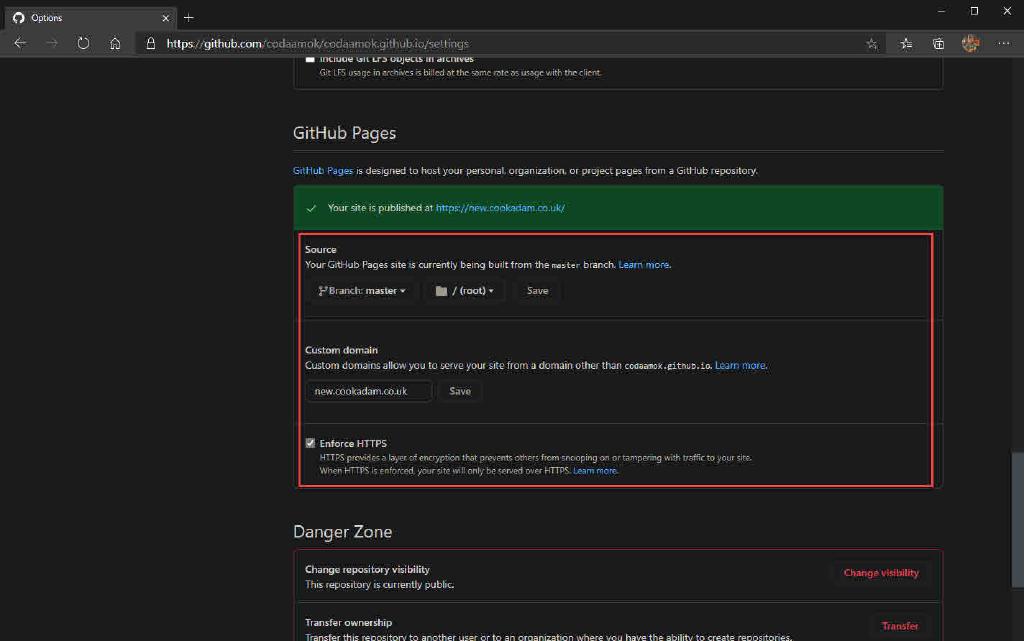 Options
https://github.com/codaamok/codaamok.github.io/settings
Include Git LFS objects in archives
Git LFS usage in archives is billed at the same rate as usage with the client.
GitHub Pages
GitHub Pages is designed to host your personal, organization, or project pages from a GitHub repository.
Your site is published at https://new.cookadam.co.uk/
Source
Your GitHub Pages site is currently being built from the master branch. Learn more.
Branch: master / (root) Save
Custom domain
Custom domains allow you to serve your site from a domain other than codaamok.github.io. Learn more.
new.cookadam.co.uk Save
Enforce HTTPS
HTTPS provides a layer of encryption that prevents others from snooping on or tampering with traffic to your site.
When HTTPS is enforced, your site will only be served over HTTPS. Learn more.
Danger Zone
Change repository visibility
This repository is currently public.
Change visibility
Transfer ownership
Transfer this repository to another user or to an organization where you have the ability to create repositories.
Transfer